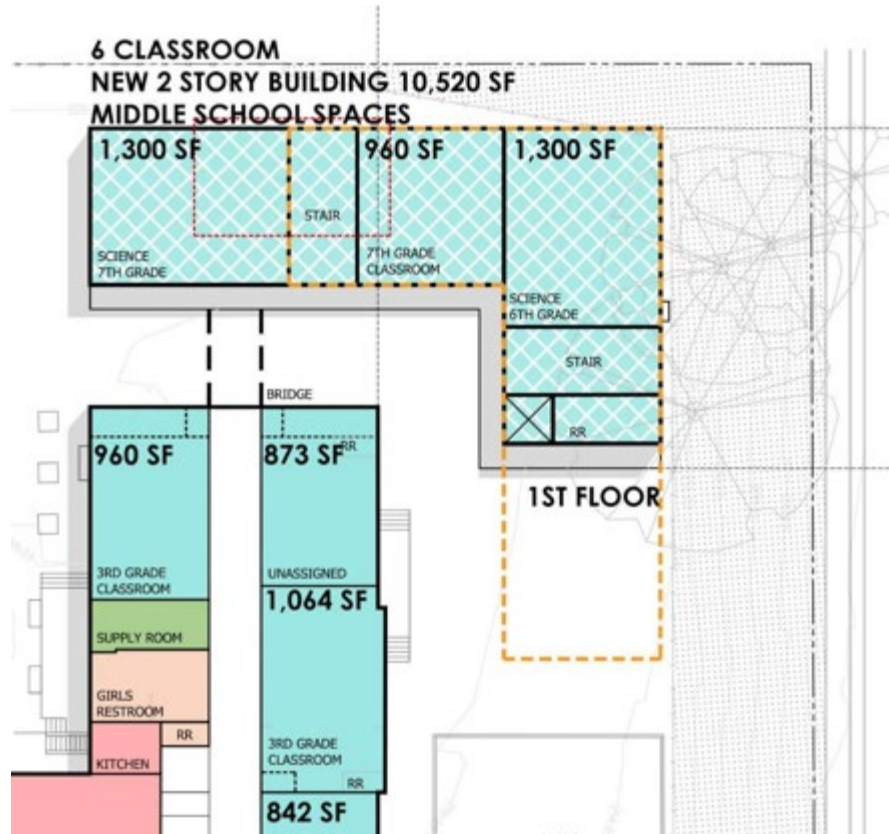 6 CLASSROOM
NEW 2 STORY BUILDING 10,520 SF
MIDDLE SCHOOL SPACES
1,300 SF
960 SF
1,300 SF
STAIR
SCIENCE
7TH GRADE
7TH GRADE
CLASSROOM
SCIENCE
6TH GRADE
STAIR
RR
BRIDGE
960 SF
873 SF
RR
1ST FLOOR
3RD GRADE
CLASSROOM
UNASSIGNED
1,064 SF
SUPPLY ROOM
GIRLS
RESTROOM
RR
KITCHEN
3RD GRADE
CLASSROOM
RR
842 SF